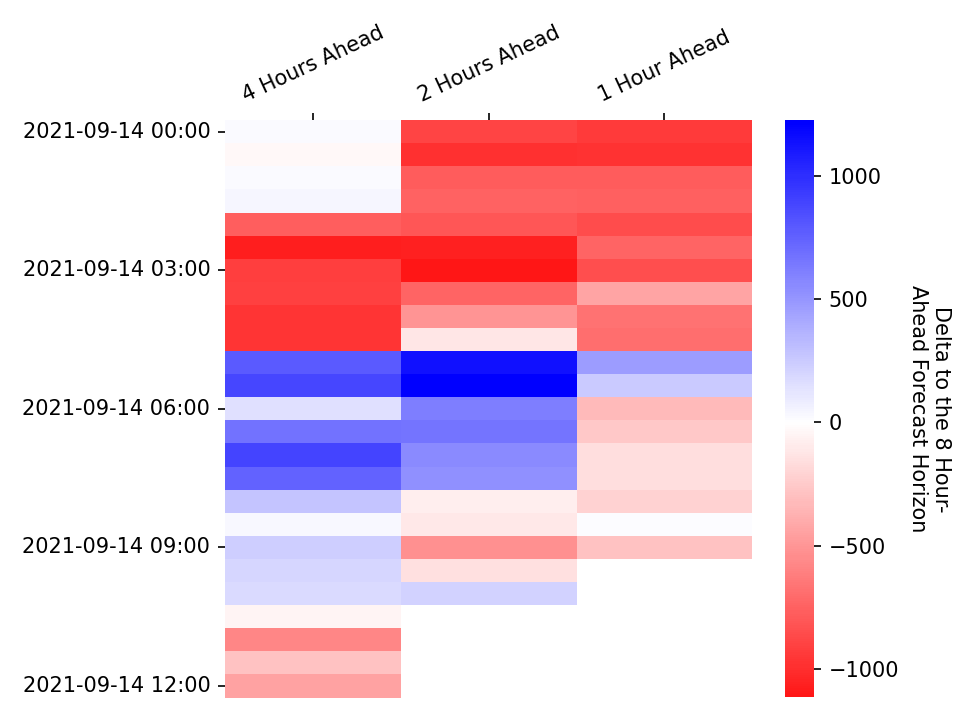 4 Hours Ahead
2 Hours Ahead
1 Hour Ahead
2021-09-14 00:00
2021-09-14 03:00
2021-09-14 06:00
2021-09-14 09:00
2021-09-14 12:00
1000
500
0
−500
−1000
Delta to the 8 Hour-
Ahead Forecast Horizon